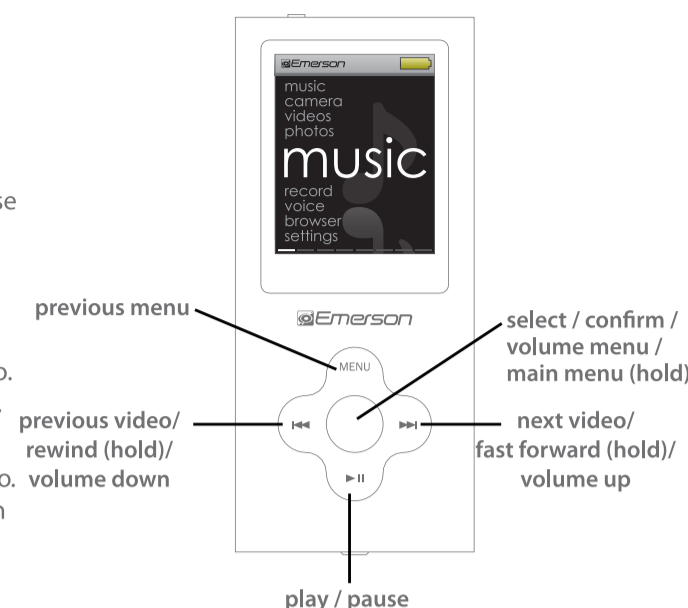 Emerson
music
camera
videos
photos
music
record
voice
browser
settings
Emerson
previous menu
select / confirm /
volume menu /
main menu (hold)
MENU
previous video/
rewind (hold)/
volume down
next video/
fast forward (hold)/
volume up
play / pause